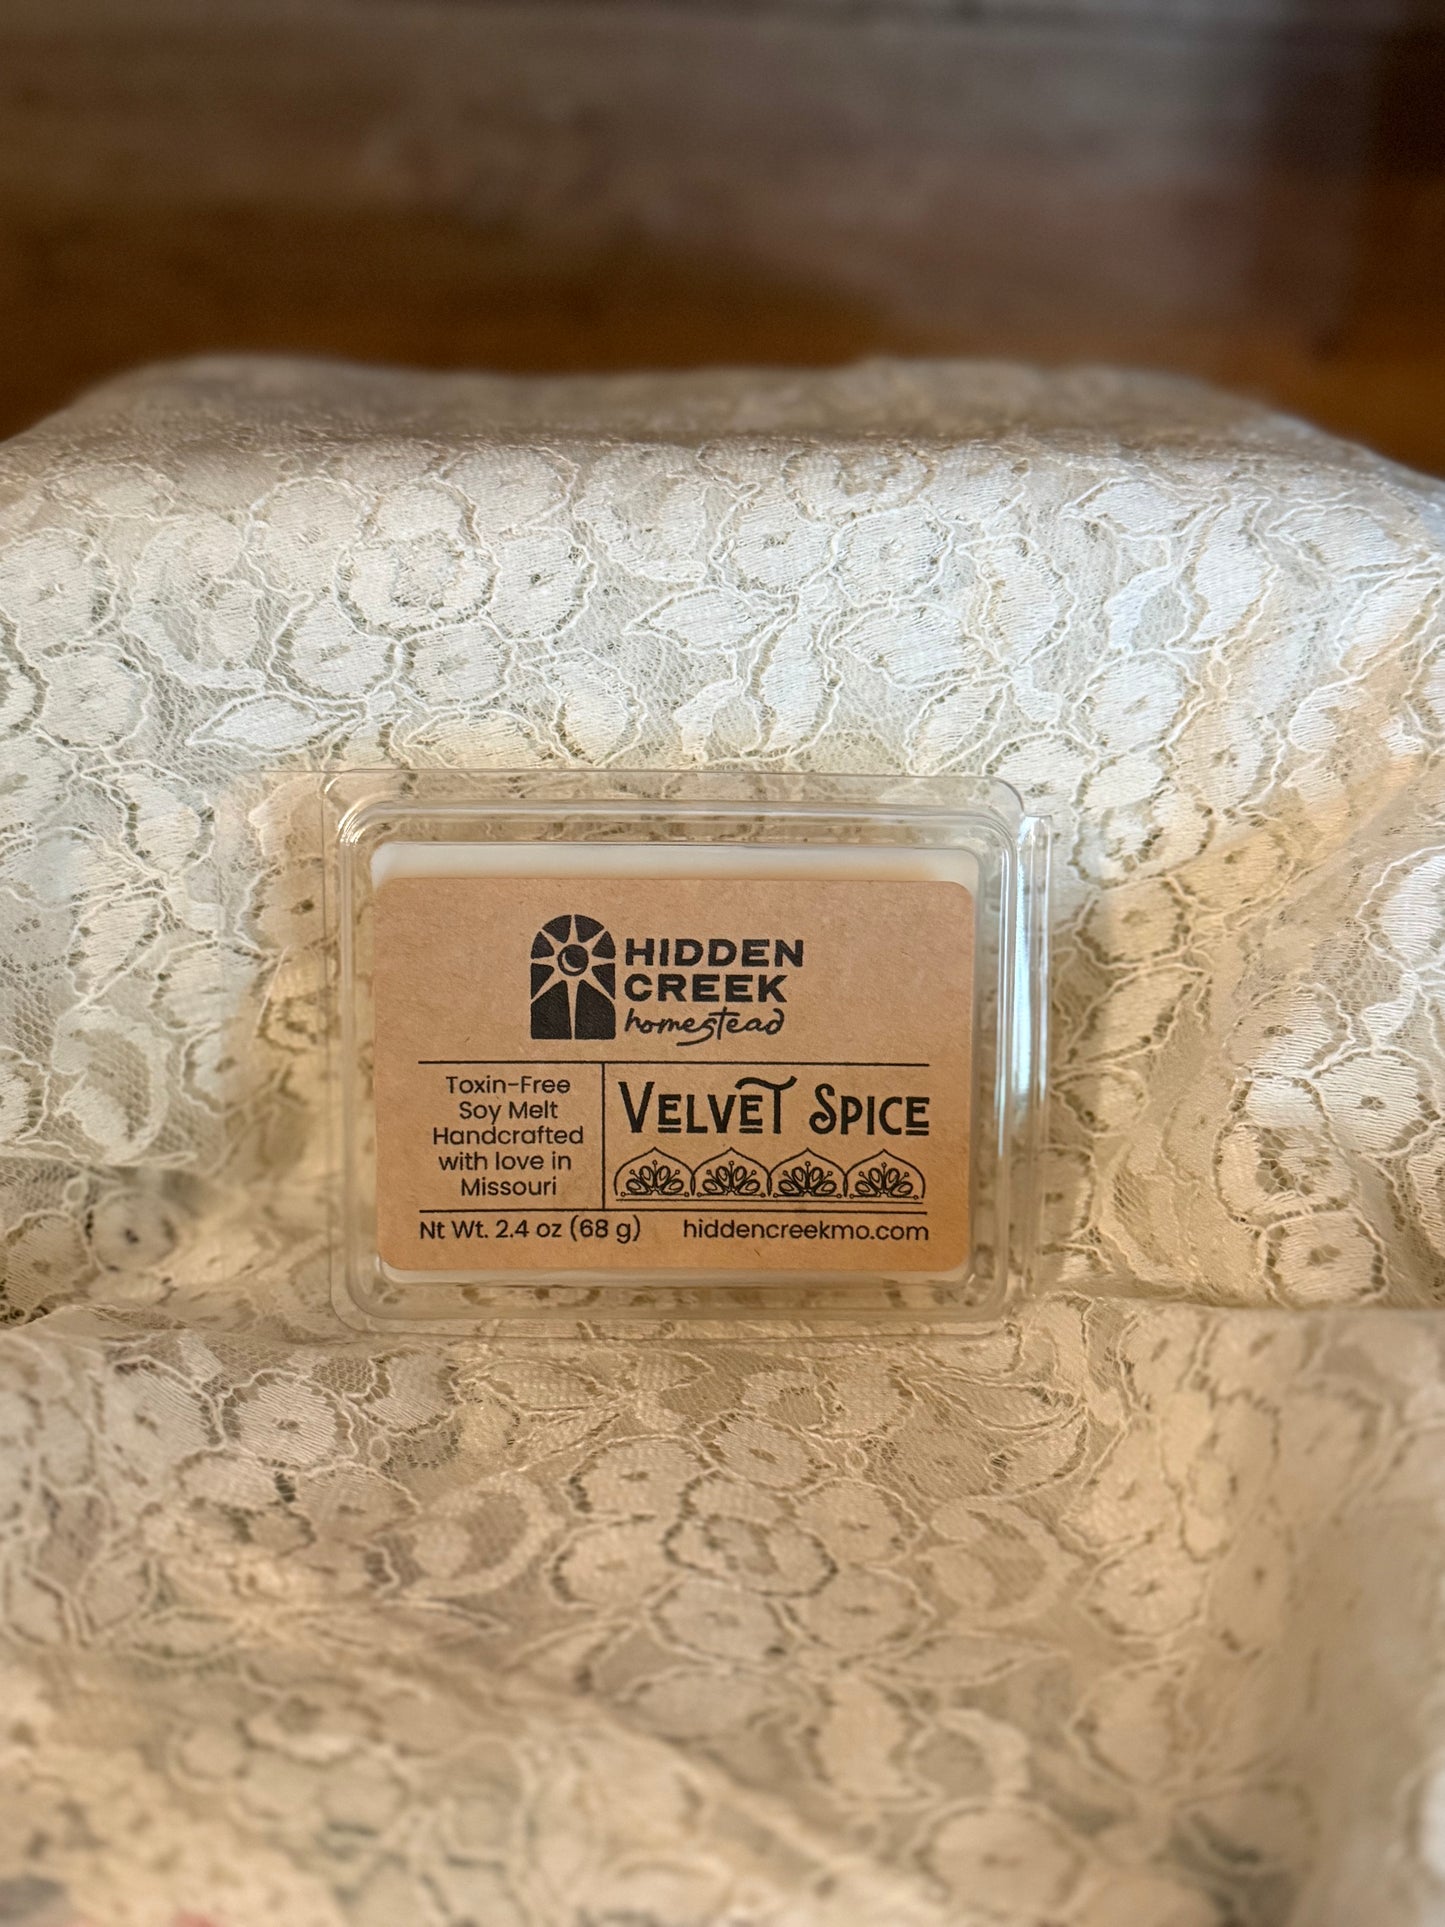 HIDDEN
CREEK
homestead
Toxin-Free
Soy Melt
Handcrafted
with love in
Missouri
VELVET SPICE
Nt Wt. 2.4 oz (68 g)
hiddencreekmo.com